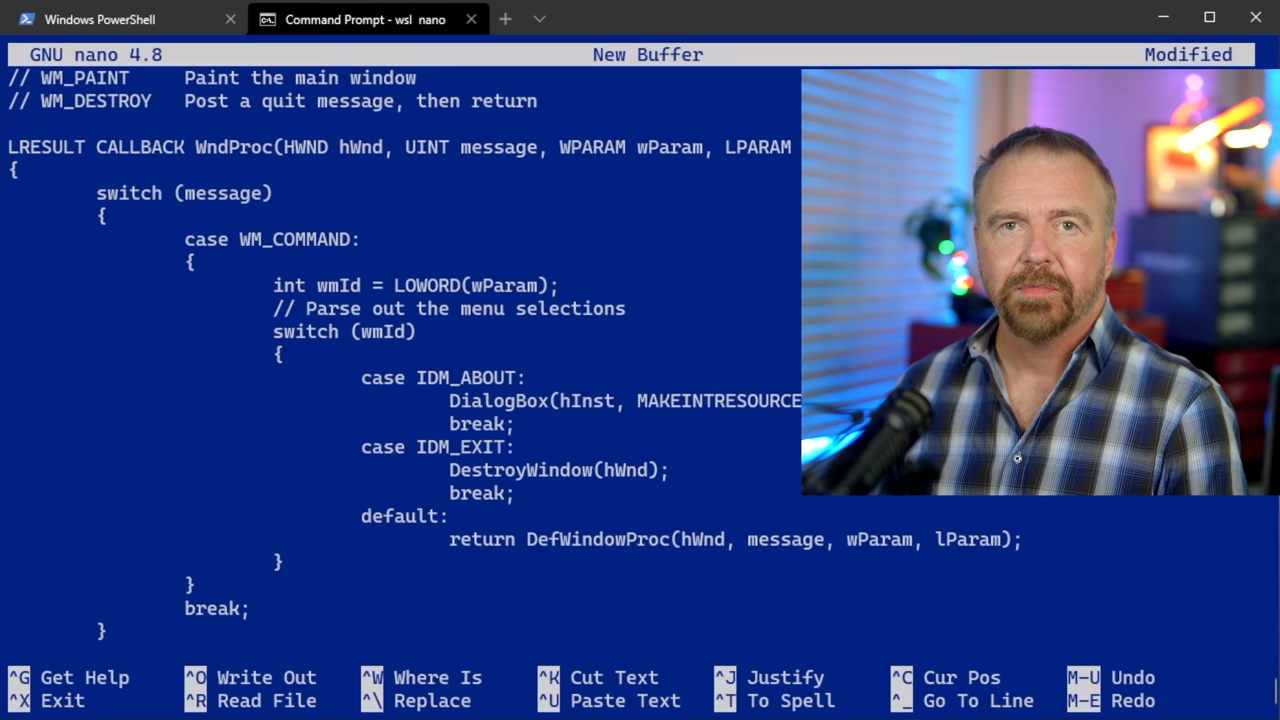 Windows PowerShell
Command Prompt - wsl nano
GNU nano 4.8 New Buffer Modified
// WM_PAINT Paint the main window
// WM_DESTROY Post a quit message, then return
LRESULT CALLBACK WndProc(HWND hWnd, UINT message, WPARAM wParam, LPARAM
{
switch (message)
{
case WM_COMMAND:
{
int wmId = LOWORD(wParam);
// Parse out the menu selections
switch (wmId)
{
case IDM_ABOUT:
DialogBox(hInst, MAKEINTRESOURCE
break;
case IDM_EXIT:
DestroyWindow(hWnd);
break;
default:
return DefWindowProc(hWnd, message, wParam, lParam);
}
}
break;
}
^G Get Help ^O Write Out ^W Where Is ^K Cut Text ^J Justify ^C Cur Pos M-U Undo
^X Exit ^R Read File ^\ Replace ^U Paste Text ^T To Spell ^_ Go To Line M-E Redo